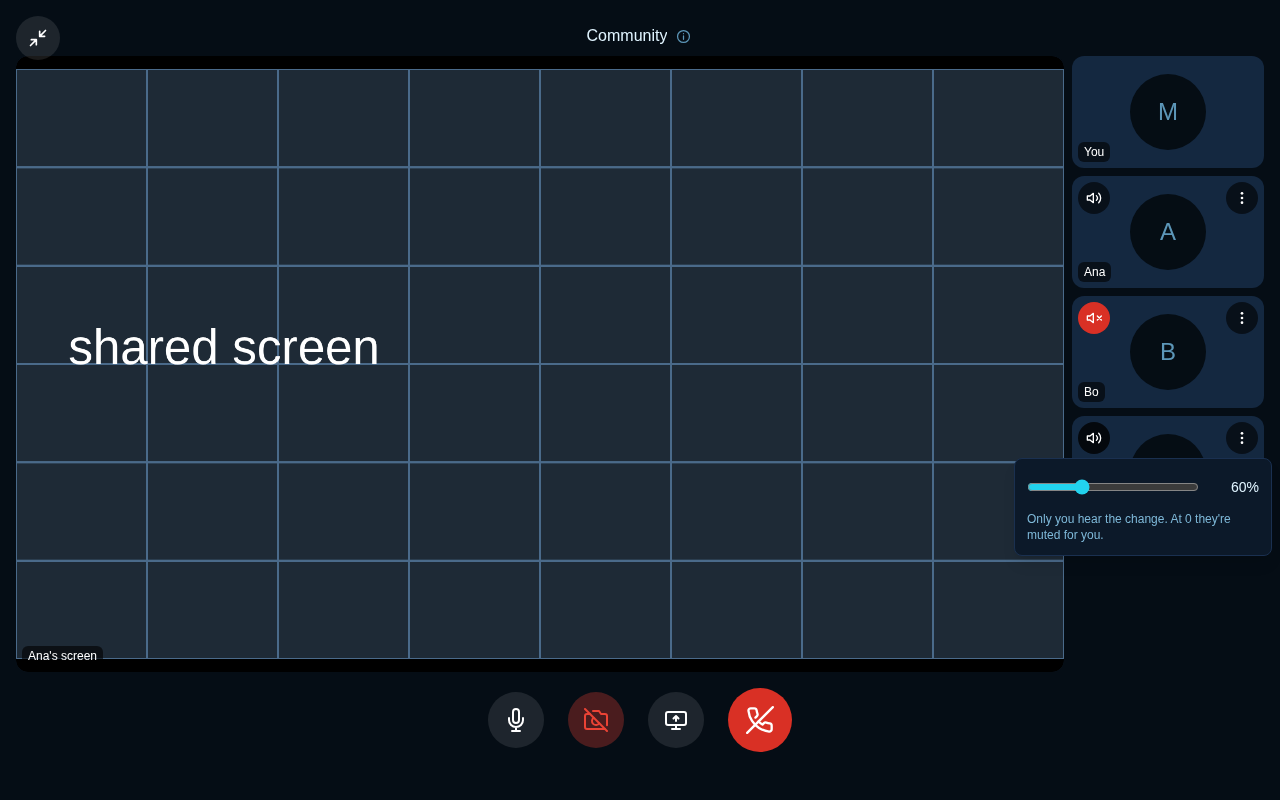 Community
M
You
shared screen
A
Ana
B
Bo
60%
Only you hear the change. At 0 they're
muted for you.
Ana's screen